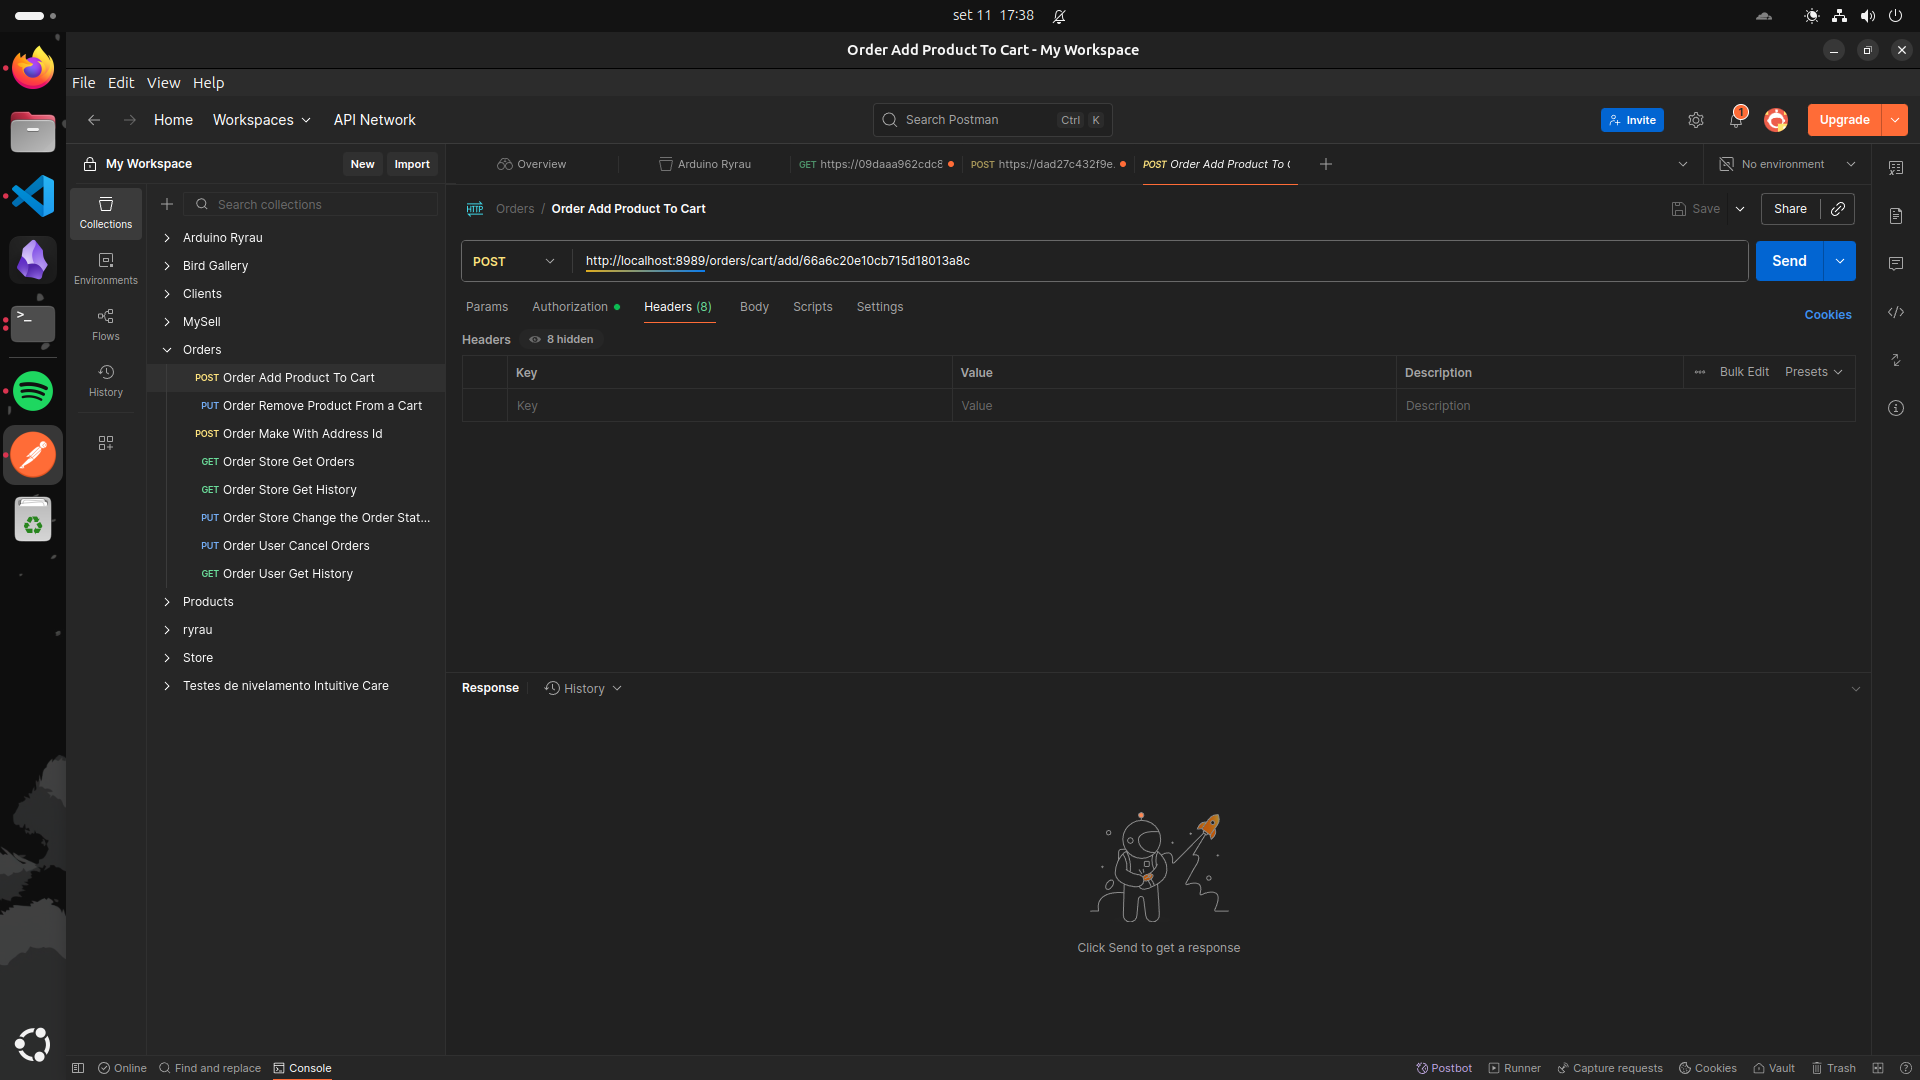 set 11 17:38
Order Add Product To Cart - My Workspace
File Edit View Help
Home Workspaces API Network
Search Postman Ctrl K
Invite
1
Upgrade
My Workspace New Import
Overview
Arduino Ryrau
GET https://09daaa962cdc8
POST https://dad27c432f9e.
POST Order Add Product To
No environment
Collections
Environments
Flows
History
Search collections
Arduino Ryrau
Bird Gallery
Clients
MySell
Orders
POST Order Add Product To Cart
PUT Order Remove Product From a Cart
POST Order Make With Address Id
GET Order Store Get Orders
GET Order Store Get History
PUT Order Store Change the Order Stat...
PUT Order User Cancel Orders
GET Order User Get History
Products
ryrau
Store
Testes de nivelamento Intuitive Care
HTTP Orders / Order Add Product To Cart
Save Share
POST http://localhost:8989/orders/cart/add/66a6c20e10cb715d18013a8c Send
Params Authorization Headers (8) Body Scripts Settings
Cookies
Headers 8 hidden
Key Value Description Bulk Edit Presets
Key Value Description
Response History
Click Send to get a response
Online Find and replace Console
Postbot Runner Capture requests Cookies Vault Trash